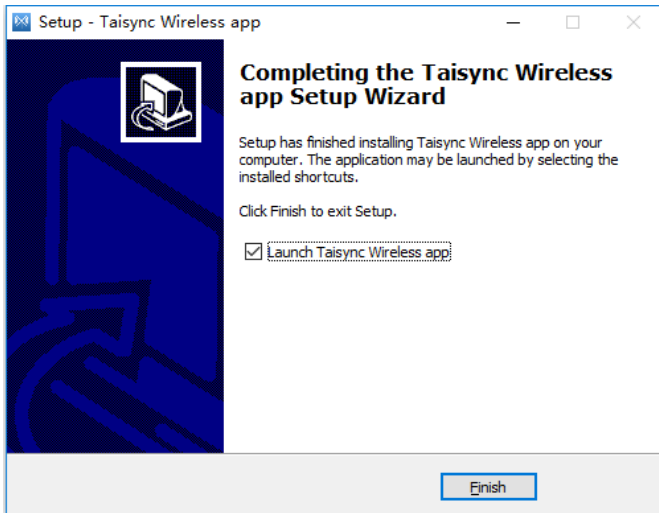 Setup - Taisync Wireless app
Completing the Taisync Wireless
app Setup Wizard
Setup has finished installing Taisync Wireless app on your
computer. The application may be launched by selecting the
installed shortcuts.
Click Finish to exit Setup.
Launch Taisync Wireless app
Finish